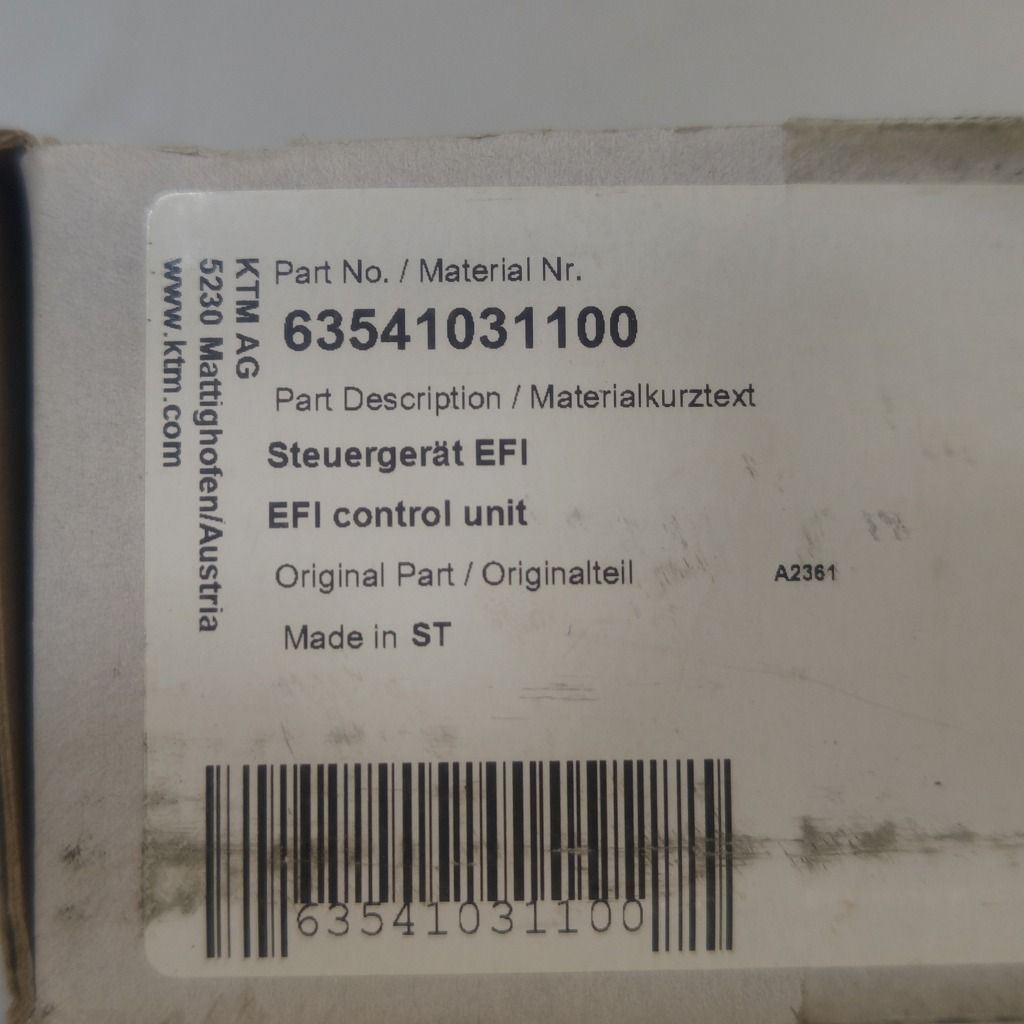 KTM AG
5230 Mattighofen/Austria
www.ktm.com
Part No. / Material Nr.
63541031100
Part Description / Materialkurztext
Steuergerät EFI
EFI control unit
Original Part / Originalteil A2361
Made in ST
63541031100